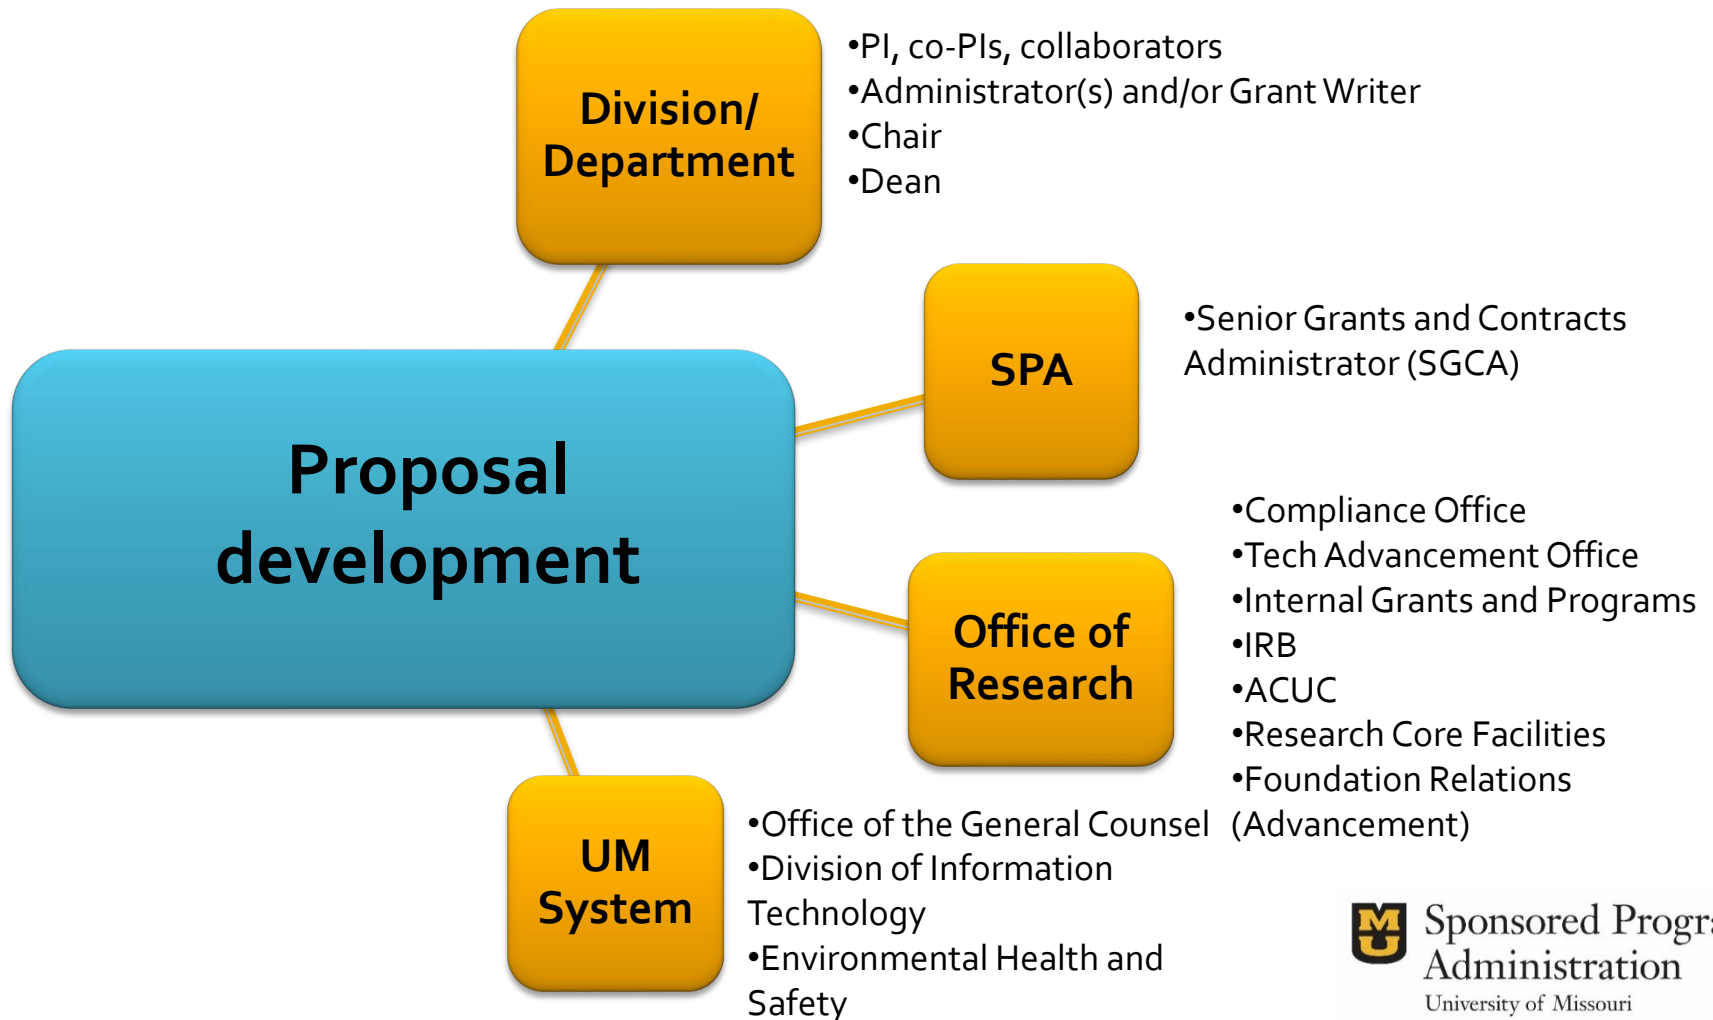 Division/
Department
•PI, co-PIs, collaborators
•Administrator(s) and/or Grant Writer
•Chair
•Dean
Proposal
development
SPA
•Senior Grants and Contracts
Administrator (SGCA)
Office of
Research
•Compliance Office
•Tech Advancement Office
•Internal Grants and Programs
•IRB
•ACUC
•Research Core Facilities
•Foundation Relations
(Advancement)
UM
System
•Office of the General Counsel
•Division of Information
Technology
•Environmental Health and
Safety
MU
Sponsored
Administration
University of Missouri